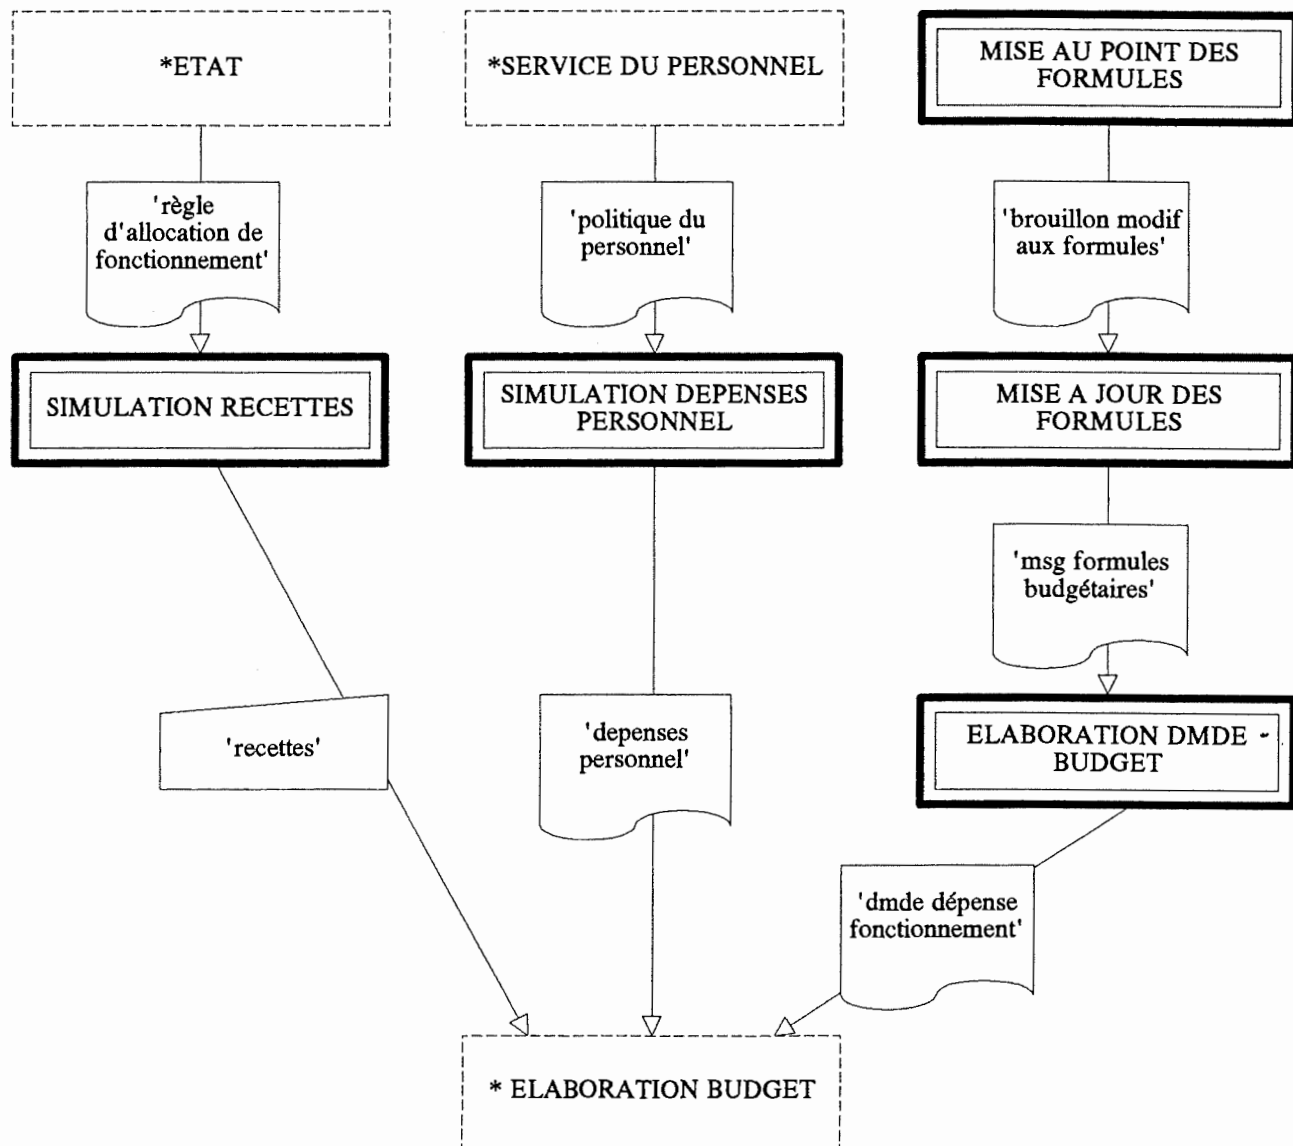 *ETAT
*SERVICE DU PERSONNEL
MISE AU POINT DES
FORMULES
'règle
d'allocation de
fonctionnement'
'politique du
personnel'
'brouillon modif
aux formules'
SIMULATION RECETTES
SIMULATION DEPENSES
PERSONNEL
MISE A JOUR DES
FORMULES
'msg formules
budgétaires'
'recettes'
'depenses
personnel'
ELABORATION DMDE -
BUDGET
'dmde dépense
fonctionnement'
* ELABORATION BUDGET